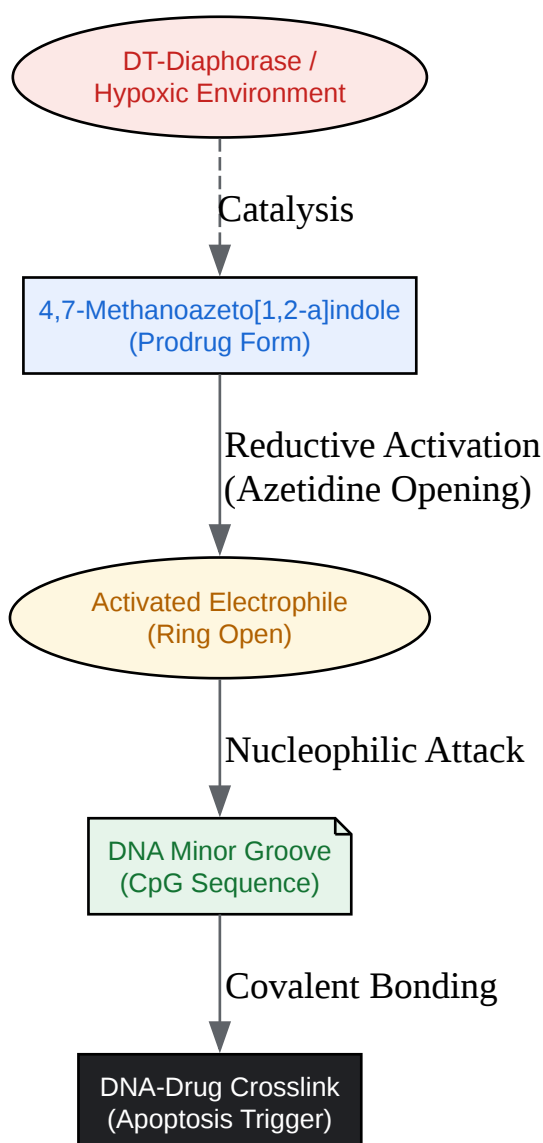 DT-Diaphorase /
Hypoxic Environment
Catalysis
4,7-Methanoazeto[1,2-a]indole
(Prodrug Form)
Reductive Activation
(Azetidine Opening)
Activated Electrophile
(Ring Open)
Nucleophilic Attack
DNA Minor Groove
(CpG Sequence)
Covalent Bonding
DNA-Drug Crosslink
(Apoptosis Trigger)